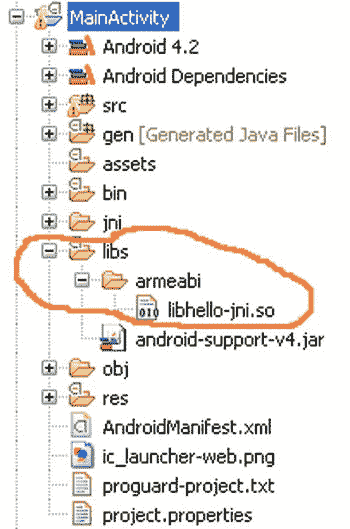 MainActivity
Android 4.2
Android Dependencies
src
gen [Generated Java Files]
assets
bin
jni
libs
armeabi
libhello-jni.so
android-support-v4.jar
obj
res
AndroidManifest.xml
ic_launcher-web.png
proguard-project.txt
project.properties